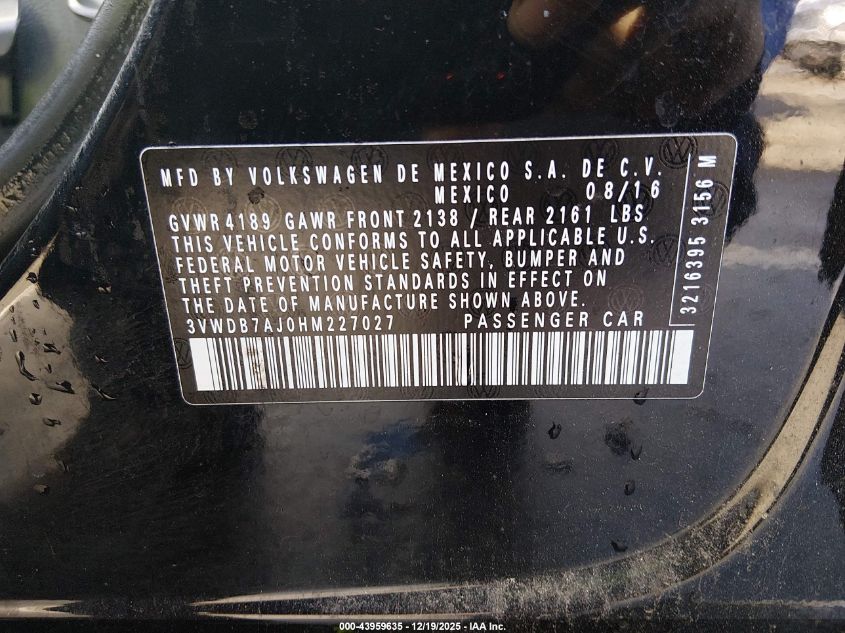 MFD BY VOLKSWAGEN DE MEXICO S.A. DE C.V.
MEXICO 08/16
GVWR 4189 GAWR FRONT 2138 / REAR 2161 LBS
THIS VEHICLE CONFORMS TO ALL APPLICABLE U.S.
FEDERAL MOTOR VEHICLE SAFETY, BUMPER AND
THEFT PREVENTION STANDARDS IN EFFECT ON
THE DATE OF MANUFACTURE SHOWN ABOVE.
3VWDB7AJ0HM227027 PASSENGER CAR
3216395 3156 M
000-43959635 - 12/19/2025 - IAA Inc.